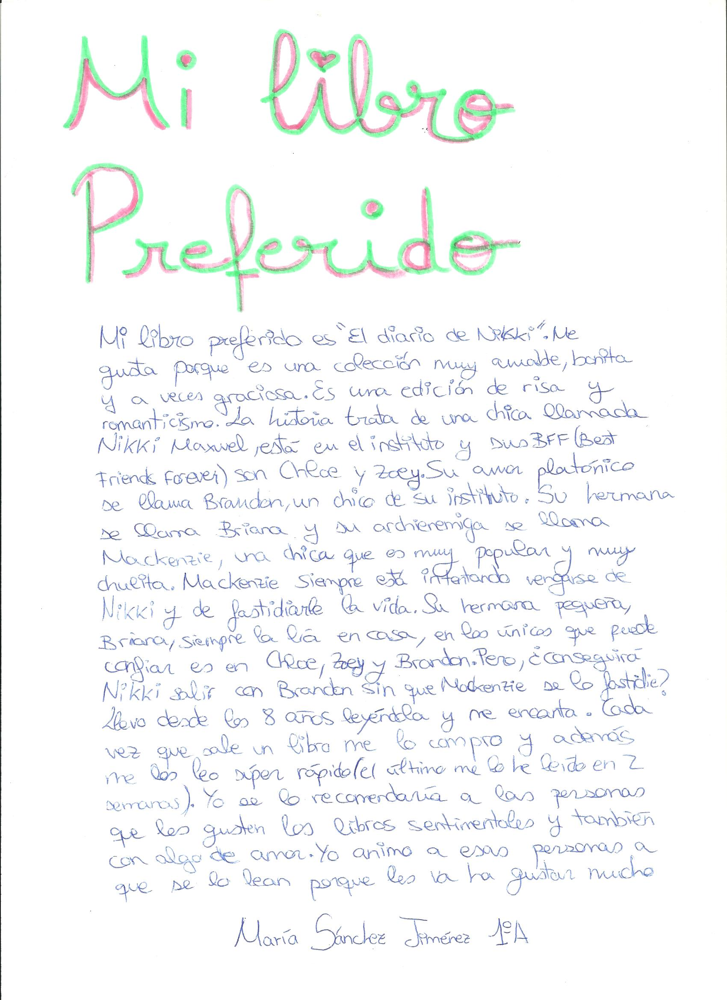 Mi libro
Preferido
Mi libro preferido es "El diario de Nikki". Me
gusta porque es una colección muy amable, bonita
y a veces graciosa. Es una edición de risa y
romanticismo. La historia trata de una chica llamada
Nikki Maxwel, está en el instituto y sus BFF (Best
Friends Forever) son Chloe y Zoey. Su amor platónico
se llama Brandon, un chico de su instituto. Su hermana
se llama Briana y su archienemiga se llama
Mackenzie, una chica que es muy popular y muy
chulita. Mackenzie siempre está intentando vengarse de
Nikki y de fastidiarle la vida. Su hermana pequeña,
Briana, siempre la lía en casa, en los únicos que puede
confiar es en Chloe, Zoey y Brandon. Pero, ¿conseguirá
Nikki salir con Brandon sin que Mackenzie se lo fastidie?
Llevo desde los 8 años leyéndola y me encanta. Cada
vez que sale un libro me lo compro y además
me los leo súper rápido (el último me lo he leído en 2
semanas). Yo se lo recomendaría a las personas
que les gusten los libros sentimentales y también
con algo de amor. Yo animo a esas personas a
que se lo lean porque les va ha gustar mucho
María Sánchez Jiménez 1ºA